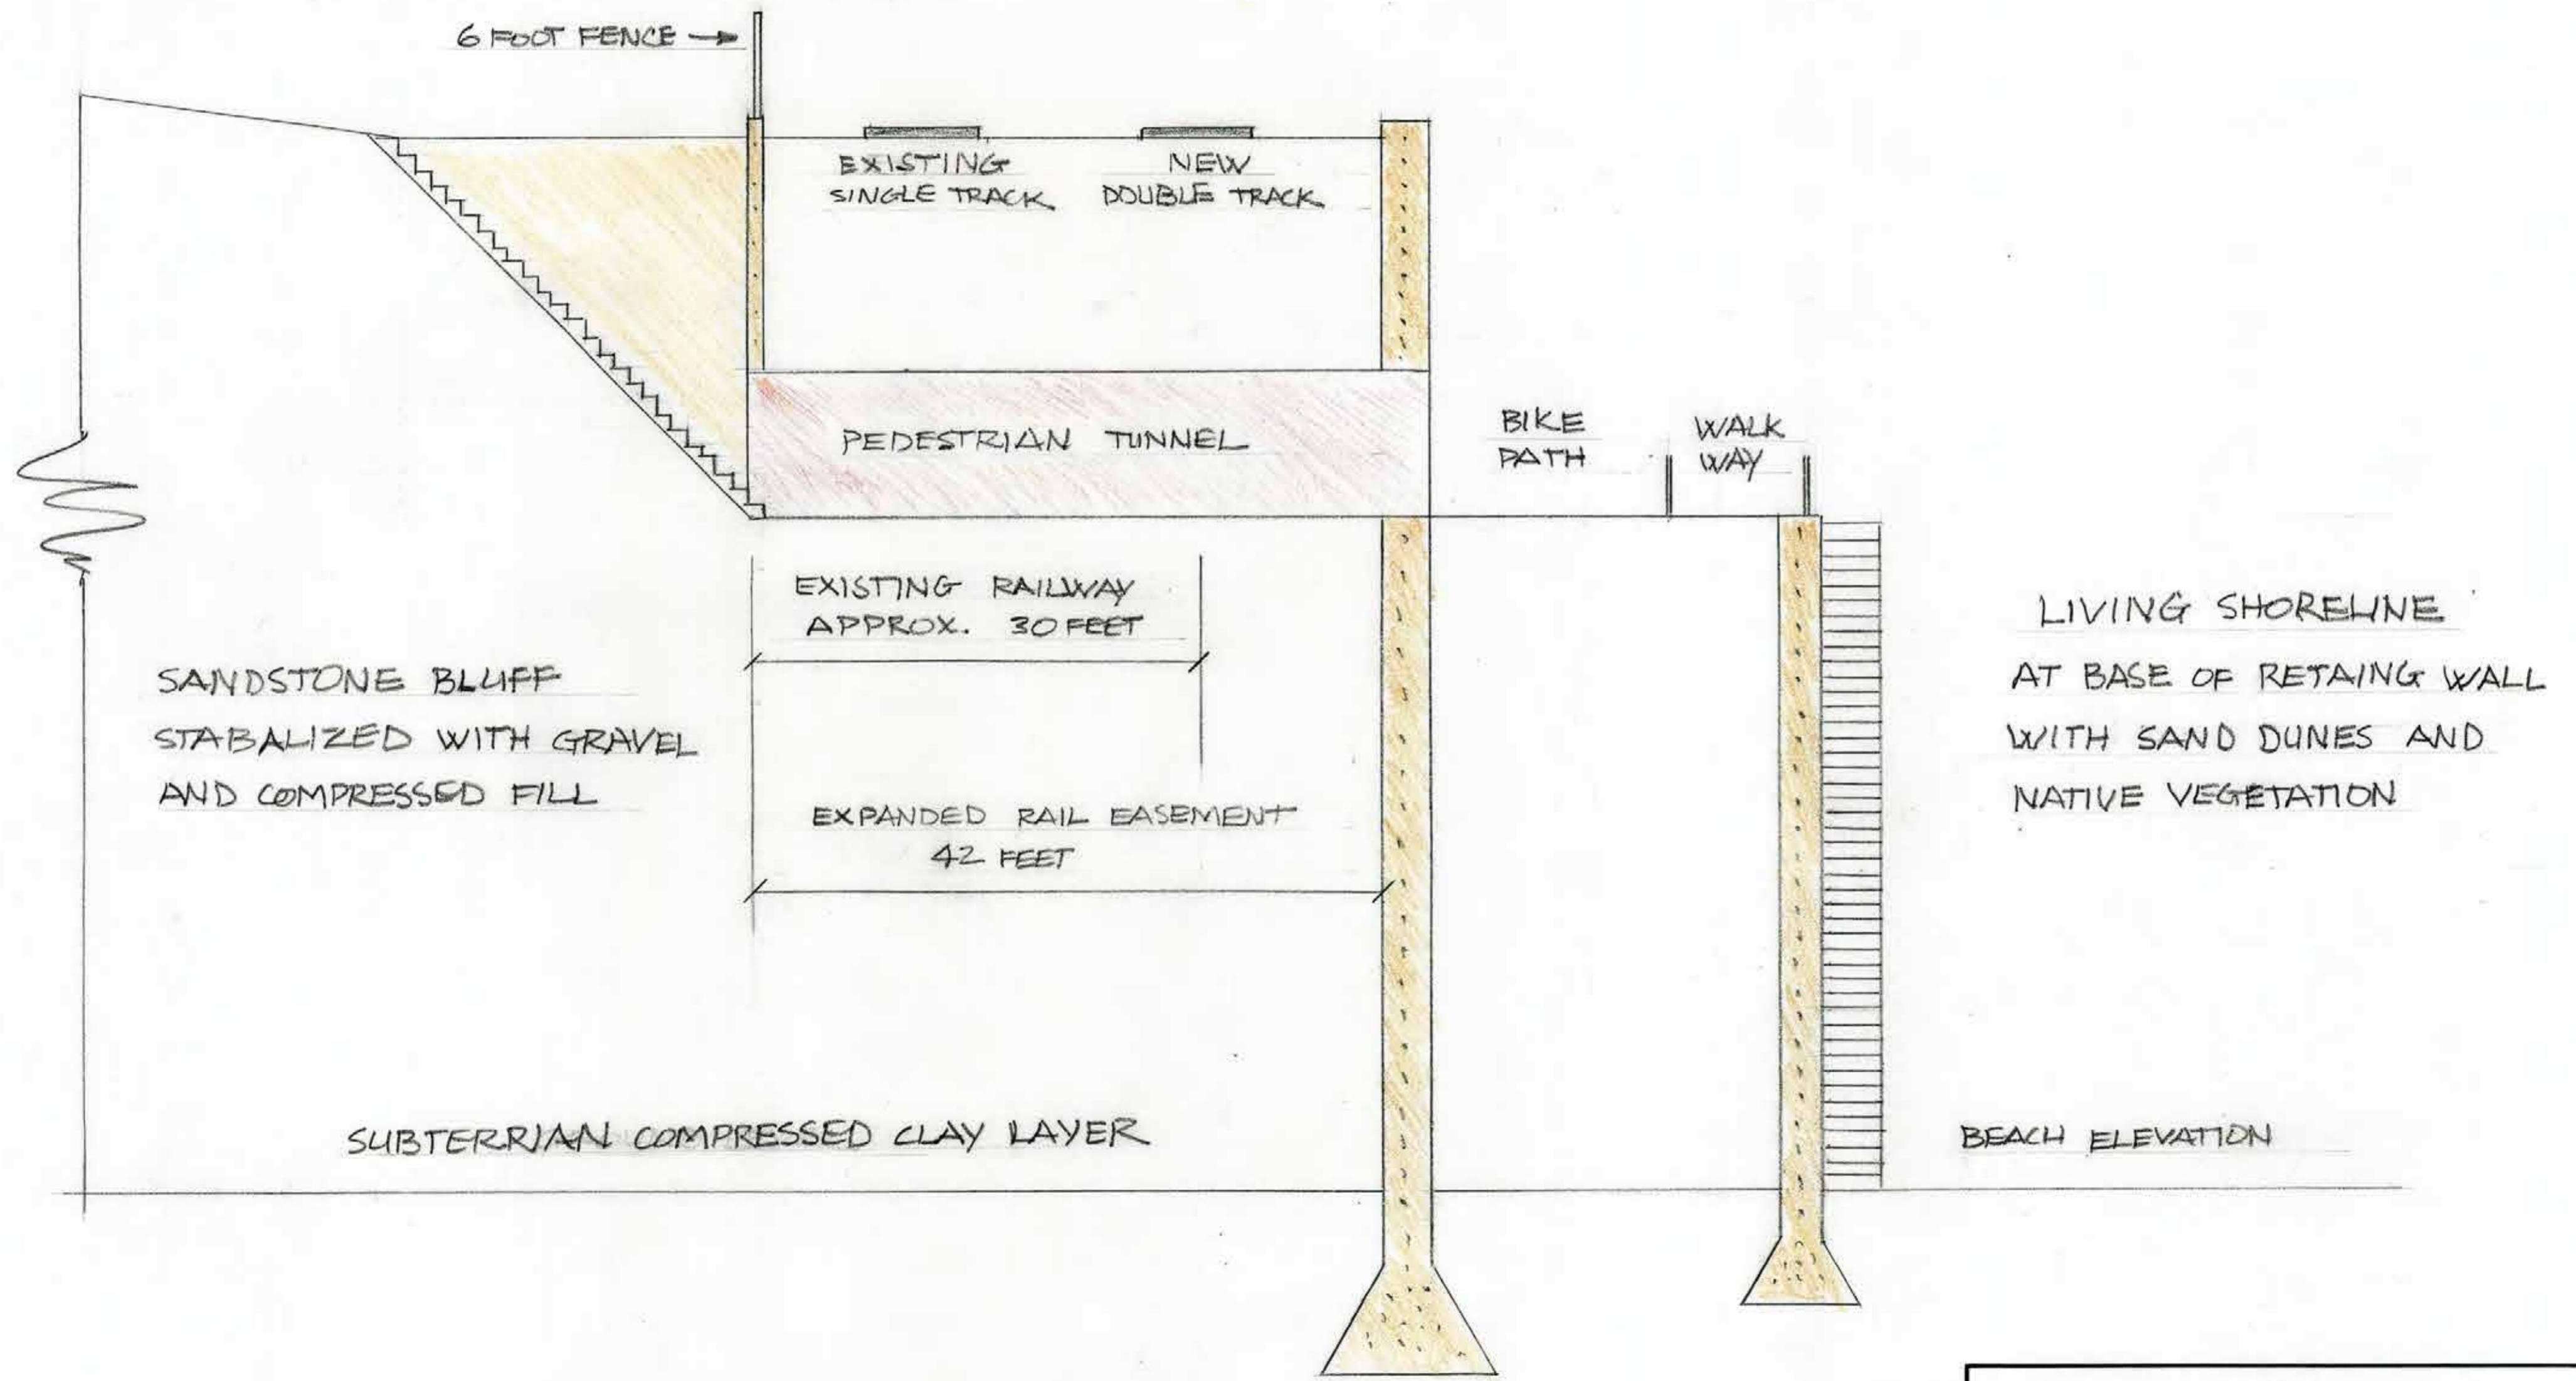 6 FOOT FENCE →
EXISTING
SINGLE TRACK
NEW
DOUBLE TRACK
PEDESTRIAN TUNNEL
BIKE
PATH
WALK
WAY
EXISTING RAILWAY
APPROX. 30 FEET
SANDSTONE BLUFF
STABALIZED WITH GRAVEL
AND COMPRESSED FILL
EXPANDED RAIL EASEMENT
42 FEET
LIVING SHORELINE
AT BASE OF RETAING WALL
WITH SAND DUNES AND
NATIVE VEGETATION
SUBTERRIAN COMPRESSED CLAY LAYER
BEACH ELEVATION